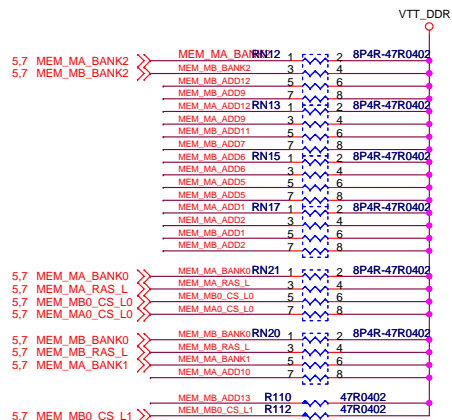 VTT_DDR
5,7 MEM_MA_BANK2 MEM_MA_BANK2 RN12 1 2 8P4R-47R0402
5,7 MEM_MB_BANK2 MEM_MB_BANK2 3 4
MEM_MB_ADD12 5 6
MEM_MB_ADD9 7 8
MEM_MA_ADD12 RN13 1 2 8P4R-47R0402
MEM_MA_ADD9 3 4
MEM_MB_ADD11 5 6
MEM_MB_ADD7 7 8
MEM_MB_ADD6 RN15 1 2 8P4R-47R0402
MEM_MA_ADD6 3 4
MEM_MA_ADD5 5 6
MEM_MB_ADD5 7 8
MEM_MA_ADD1 RN17 1 2 8P4R-47R0402
MEM_MA_ADD2 3 4
MEM_MB_ADD1 5 6
MEM_MB_ADD2 7 8
5,7 MEM_MA_BANK0 MEM_MA_BANK0 RN21 1 2 8P4R-47R0402
5,7 MEM_MA_RAS_L MEM_MA_RAS_L 3 4
5,7 MEM_MB0_CS_L0 MEM_MB0_CS_L0 5 6
5,7 MEM_MA0_CS_L0 MEM_MA0_CS_L0 7 8
5,7 MEM_MB_BANK0 MEM_MB_BANK0 RN20 1 2 8P4R-47R0402
5,7 MEM_MB_RAS_L MEM_MB_RAS_L 3 4
5,7 MEM_MA_BANK1 MEM_MA_BANK1 5 6
MEM_MA_ADD10 7 8
MEM_MB_ADD13 R110 47R0402
5,7 MEM_MB0_CS_L1 MEM_MB0_CS_L1 R112 47R0402